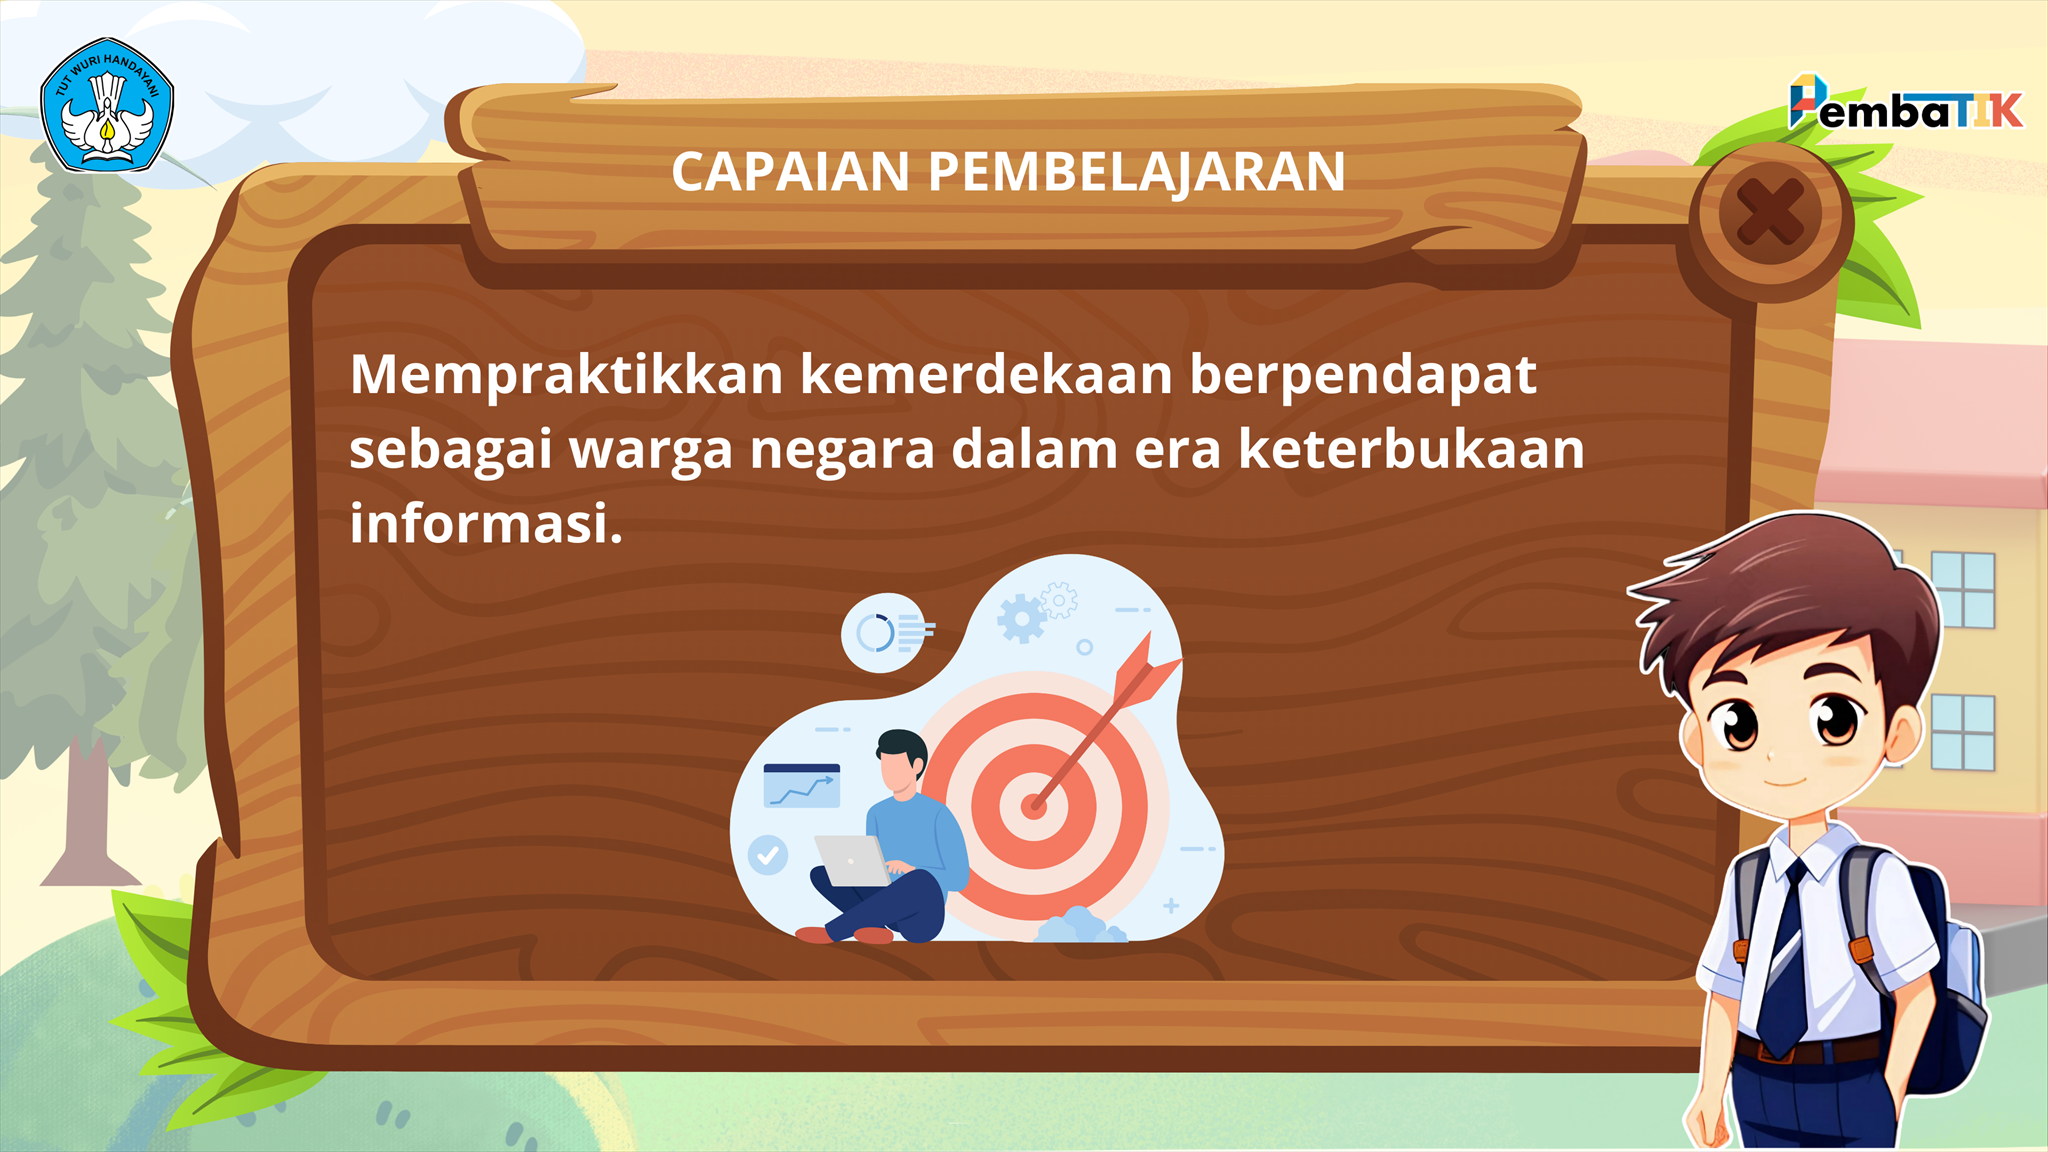 TUT WURI HANDAYANI
PembaTIK
CAPAIAN PEMBELAJARAN
Mempraktikkan kemerdekaan berpendapat
sebagai warga negara dalam era keterbukaan
informasi.